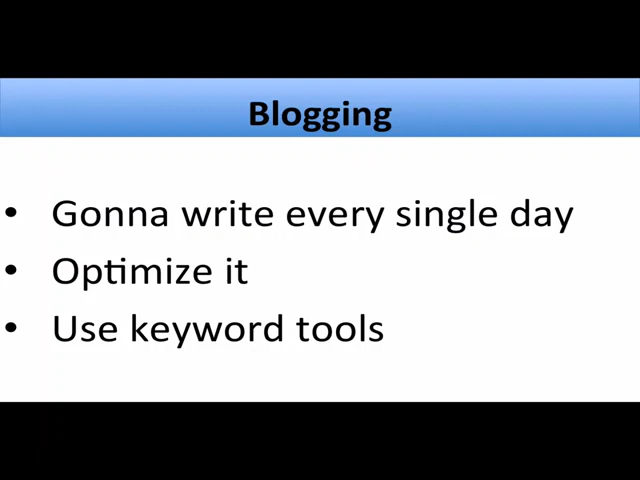 Blogging
• Gonna write every single day
• Optimize it
• Use keyword tools